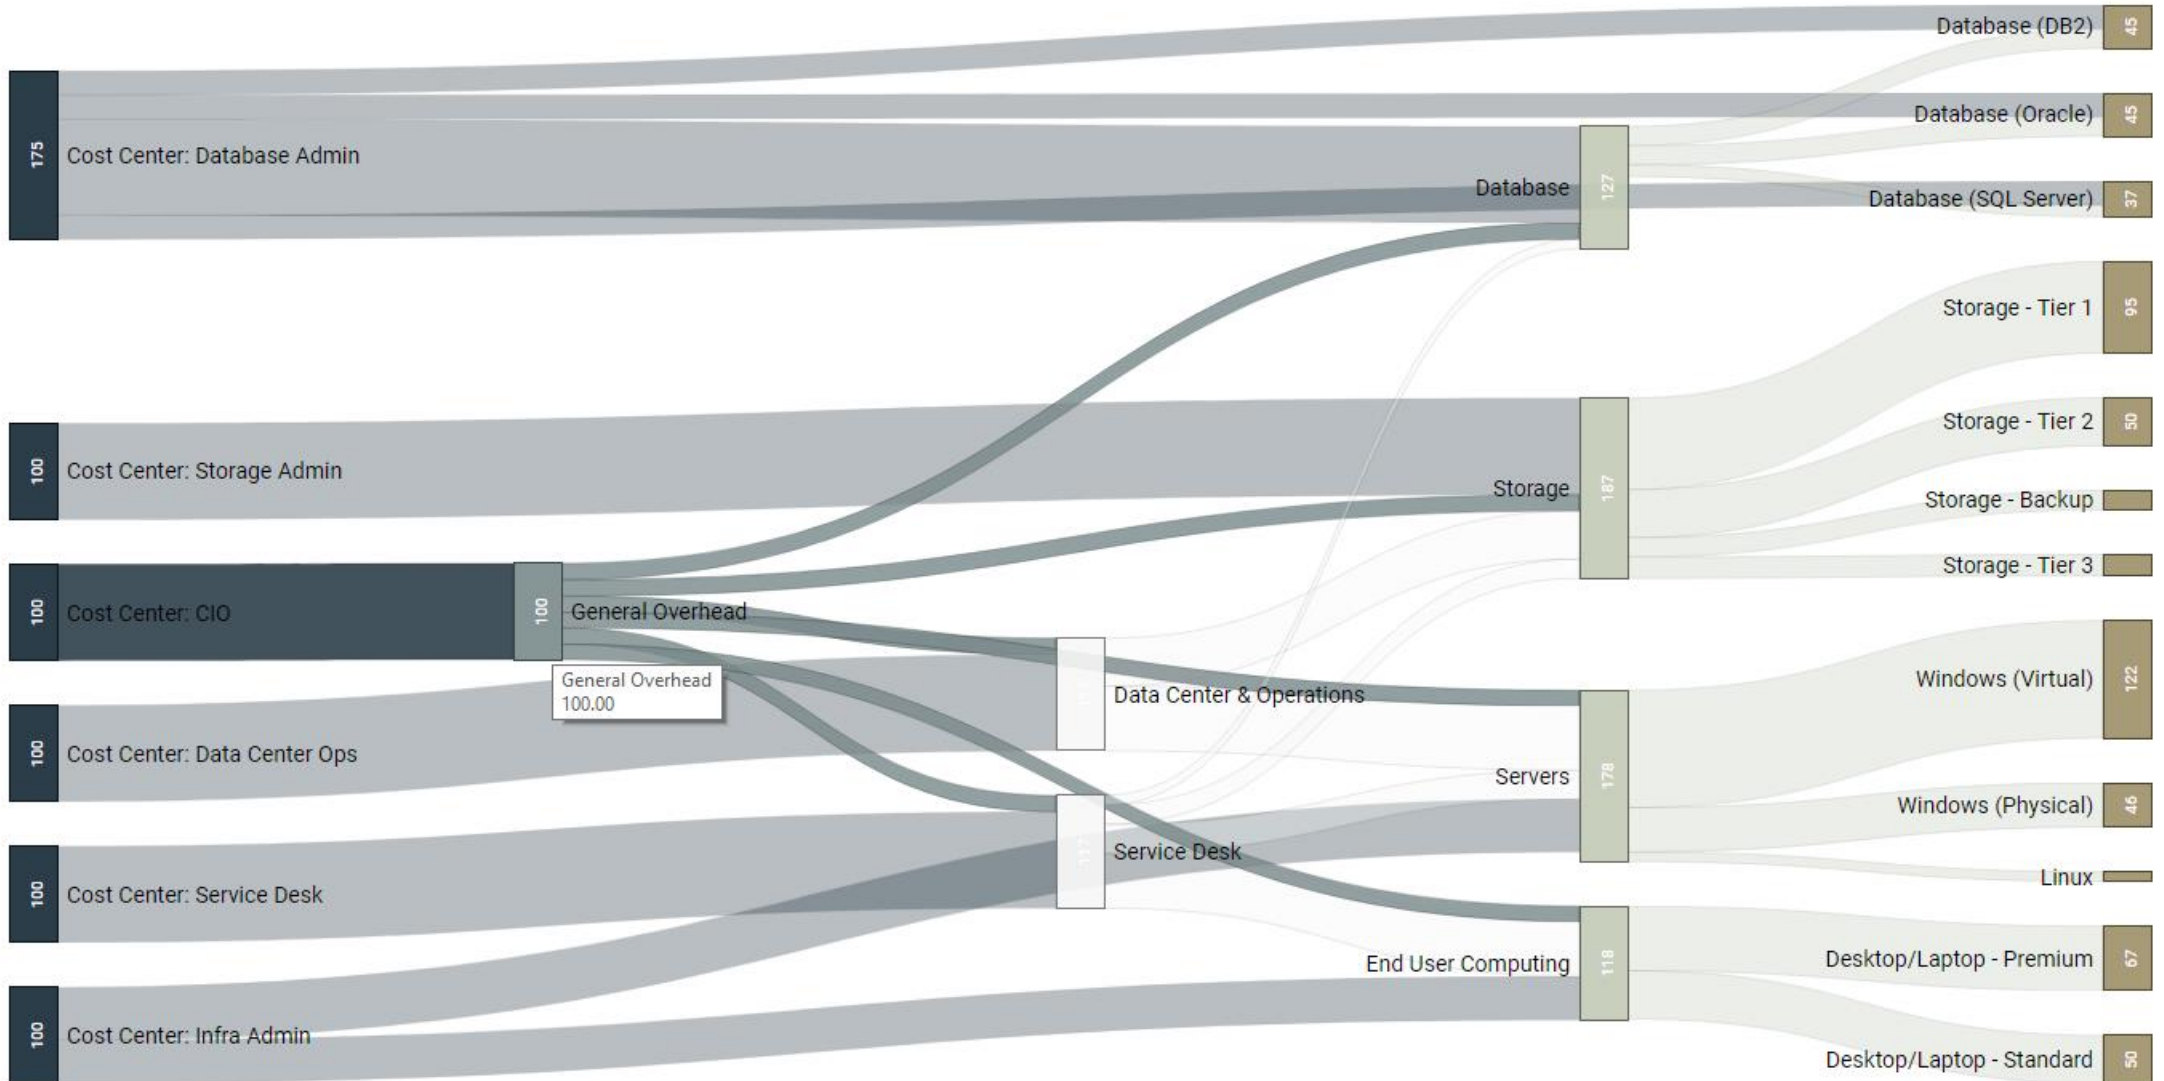 175
Cost Center: Database Admin
100
Cost Center: Storage Admin
100
Cost Center: CIO
100
Cost Center: Data Center Ops
100
Cost Center: Service Desk
100
Cost Center: Infra Admin
100
General Overhead
General Overhead
100.00
Data Center & Operations
117
Service Desk
Database
127
Storage
187
Servers
178
End User Computing
118
Database (DB2)
45
Database (Oracle)
45
Database (SQL Server)
37
Storage - Tier 1
95
Storage - Tier 2
50
Storage - Backup
Storage - Tier 3
Windows (Virtual)
122
Windows (Physical)
46
Linux
Desktop/Laptop - Premium
67
Desktop/Laptop - Standard
50